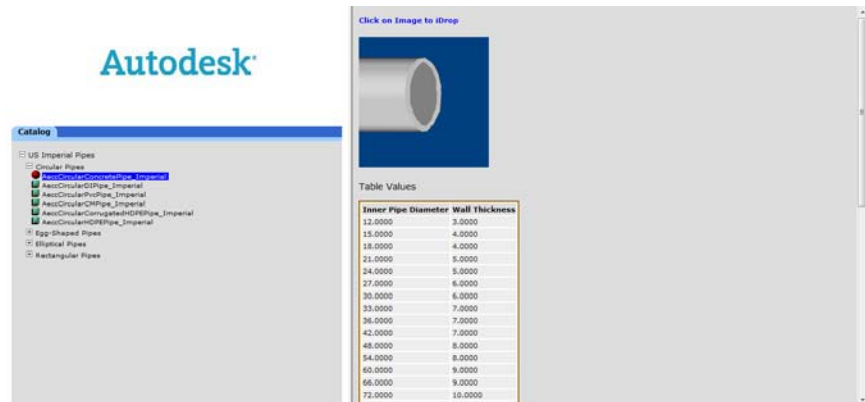 Autodesk®
Catalog
US Imperial Pipes
Circular Pipes
AeccCircularConcretePipe_Imperial
AeccCircularDIPipe_Imperial
AeccCircularPvcPipe_Imperial
AeccCircularCMPipe_Imperial
AeccCircularCorrugatedHDPEPipe_Imperial
AeccCircularHDPEPipe_Imperial
Egg-Shaped Pipes
Elliptical Pipes
Rectangular Pipes
Click on Image to iDrop
Table Values
Inner Pipe Diameter Wall Thickness
12.0000 3.0000
15.0000 4.0000
18.0000 4.0000
21.0000 5.0000
24.0000 5.0000
27.0000 6.0000
30.0000 6.0000
33.0000 7.0000
36.0000 7.0000
42.0000 7.0000
48.0000 8.0000
54.0000 8.0000
60.0000 9.0000
66.0000 9.0000
72.0000 10.0000